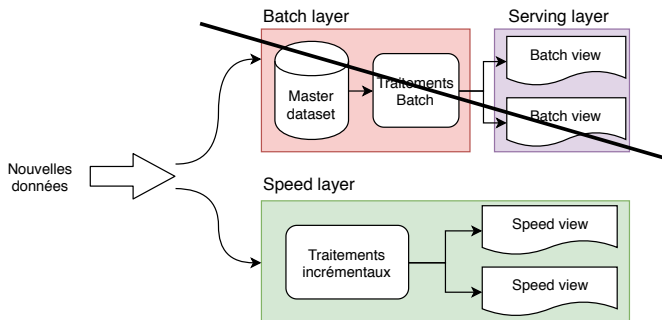 Batch layer
Serving layer
Master
dataset
Traitements
Batch
Batch view
Batch view
Nouvelles
données
Speed layer
Traitements
incrémentaux
Speed view
Speed view